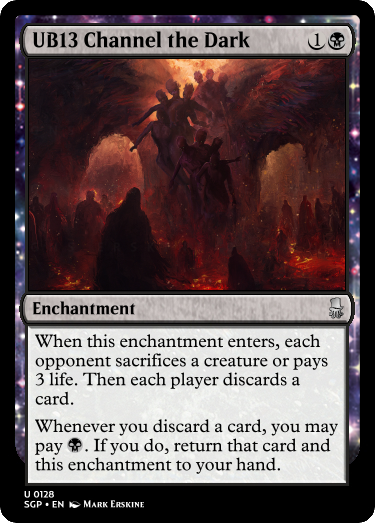 UB13 Channel the Dark 1
Enchantment
When this enchantment enters, each
opponent sacrifices a creature or pays
3 life. Then each player discards a
card.
Whenever you discard a card, you may
pay . If you do, return that card and
this enchantment to your hand.
U 0128
SGP • EN Mark Erskine